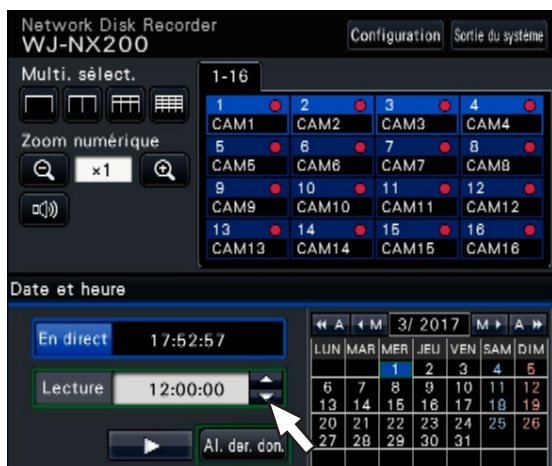 Network Disk Recorder
WJ-NX200
Configuration
Sortie du système
Multi. sélect.
Zoom numérique
×1
1-16
1 2 3 4
CAM1 CAM2 CAM3 CAM4
5 6 7 8
CAM5 CAM6 CAM7 CAM8
9 10 11 12
CAM9 CAM10 CAM11 CAM12
13 14 15 16
CAM13 CAM14 CAM15 CAM16
Date et heure
En direct 17:52:57
Lecture 12:00:00
Al. der. don.
A M 3/ 2017 M A
LUN MAR MER JEU VEN SAM DIM
1 2 3 4 5
6 7 8 9 10 11 12
13 14 15 16 17 18 19
20 21 22 23 24 25 26
27 28 29 30 31